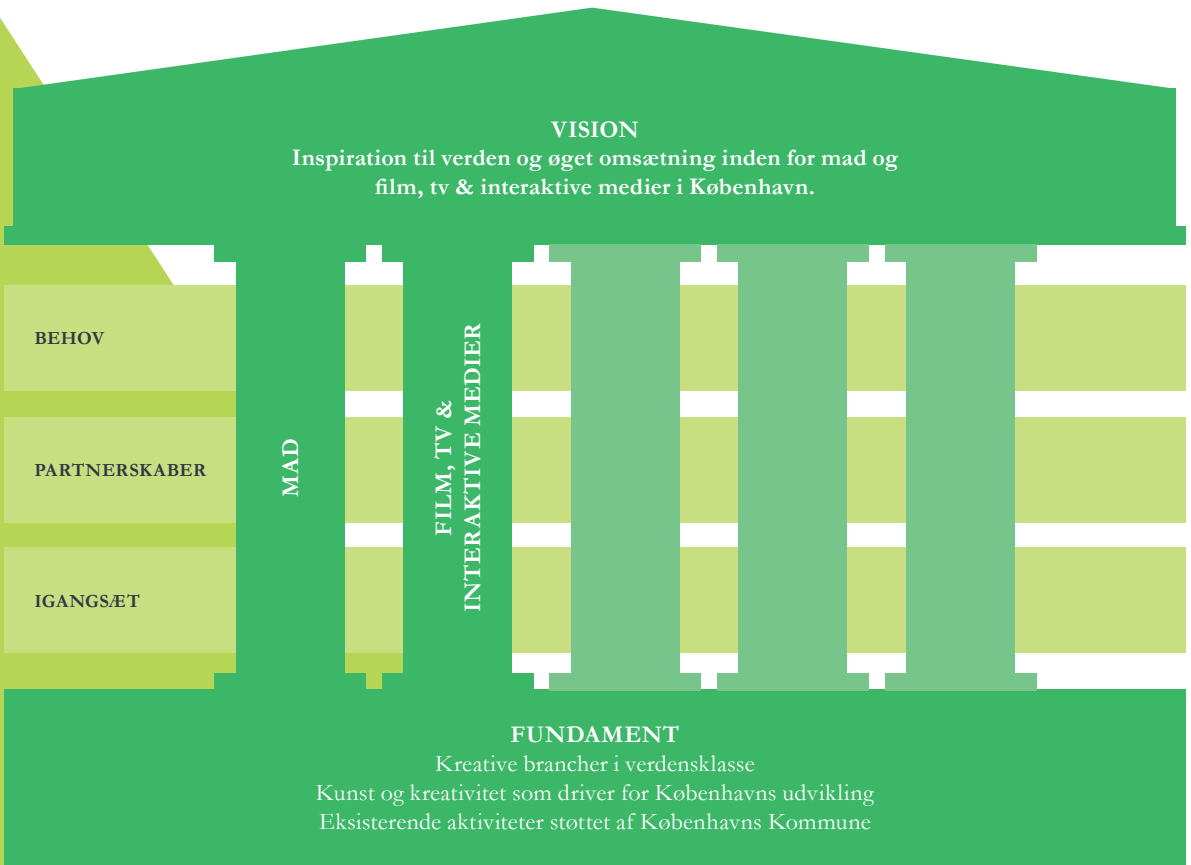 VISION
Inspiration til verden og øget omsætning inden for mad og
film, tv & interaktive medier i København.
BEHOV
PARTNERSKABER
IGANGSÆT
MAD
FILM, TV &
INTERAKTIVE MEDIER
FUNDAMENT
Kreative brancher i verdensklasse
Kunst og kreativitet som driver for Københavns udvikling
Eksisterende aktiviteter støttet af Københavns Kommune